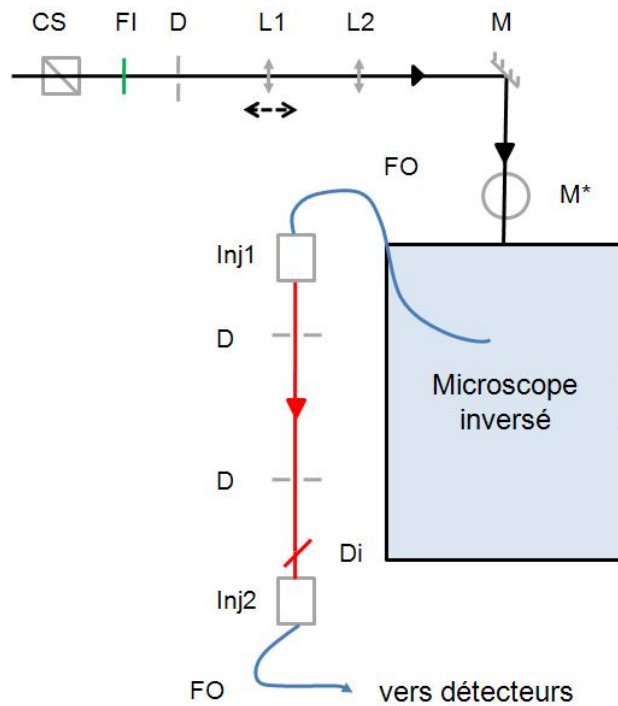 CS FI D L1 L2 M
FO
M*
Inj1
D
Microscope
inversé
D
Di
Inj2
FO
vers détecteurs